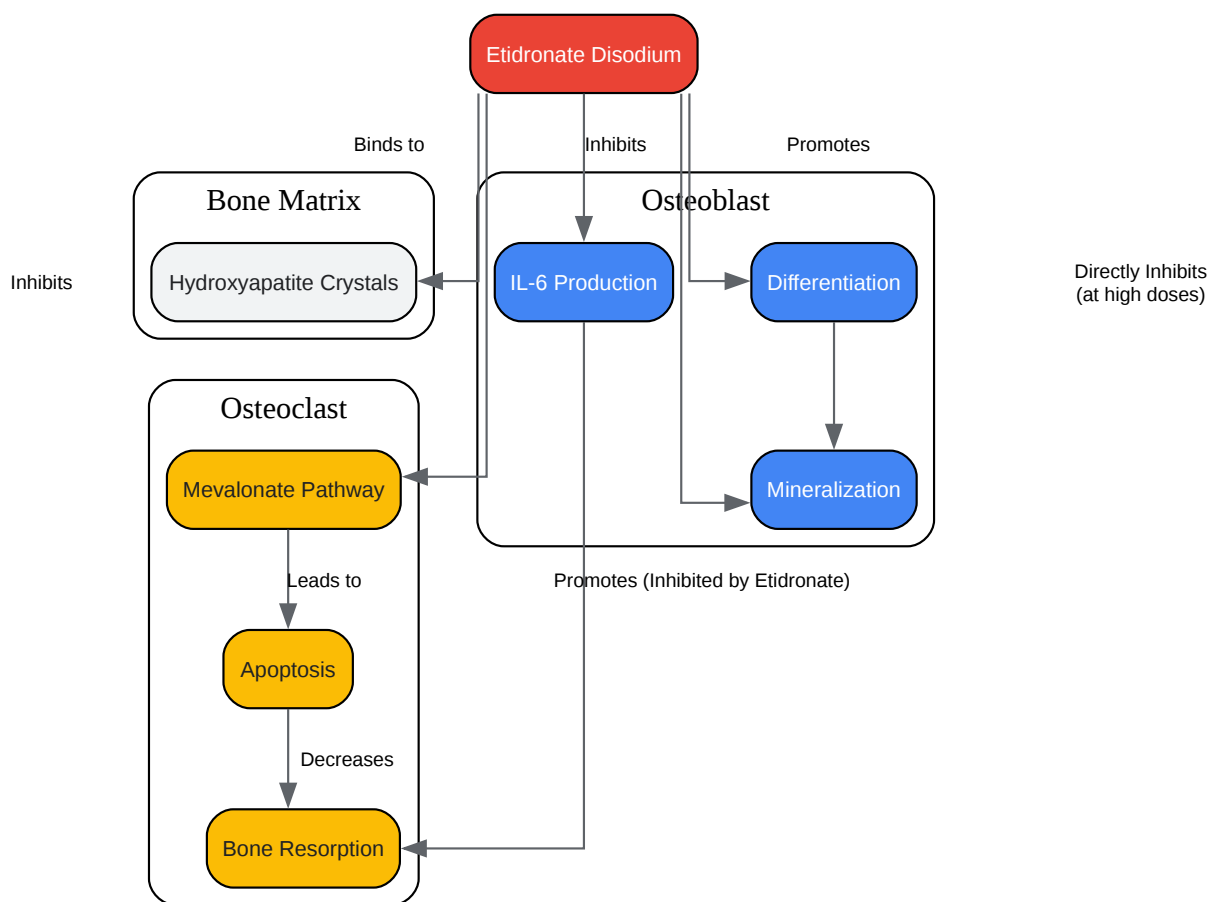 Etidronate Disodium
Binds to
Inhibits
Promotes
Bone Matrix
Osteoblast
Inhibits
Hydroxyapatite Crystals
IL-6 Production
Differentiation
Directly Inhibits
(at high doses)
Osteoclast
Mevalonate Pathway
Mineralization
Leads to
Promotes (Inhibited by Etidronate)
Apoptosis
Decreases
Bone Resorption